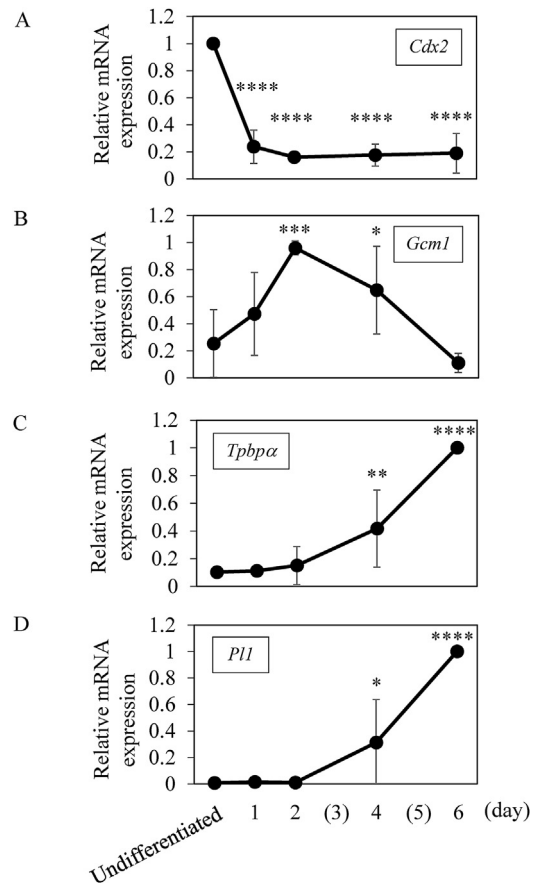 A
Relative mRNA
expression
1.2
1
0.8
0.6
0.4
0.2
0
Cdx2
****
****
****
****
B
Relative mRNA
expression
1.2
1
0.8
0.6
0.4
0.2
0
Gcm1
***
*
C
Relative mRNA
expression
1.2
1
0.8
0.6
0.4
0.2
0
Tpbpα
**
****
D
Relative mRNA
expression
1.2
1
0.8
0.6
0.4
0.2
0
Pl1
*
****
Undifferentiated 1 2 (3) 4 (5) 6 (day)